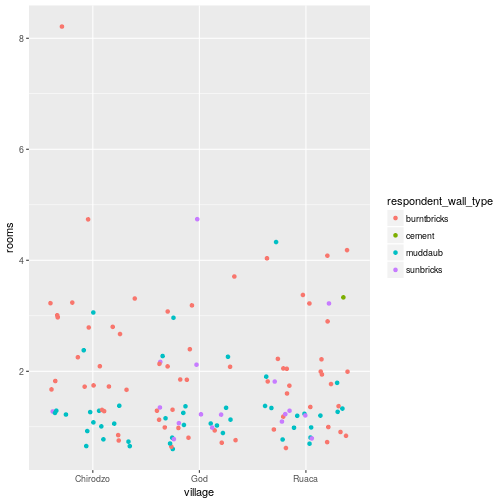 8
6
4
2
rooms
Chirodzo
God
Ruaca
village
respondent_wall_type
burntbricks
cement
muddaub
sunbricks